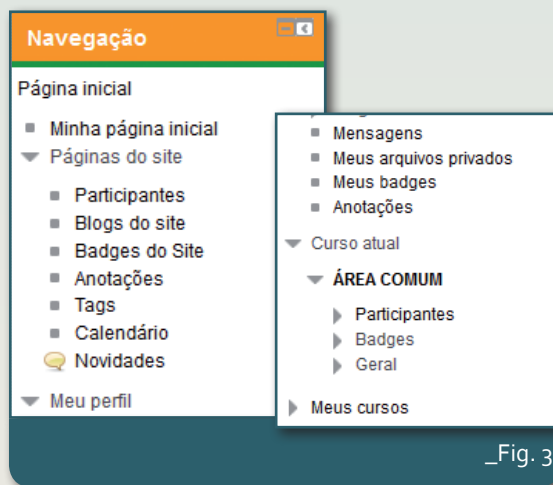 Navegação
Página inicial
Minha página inicial
Páginas do site
Participantes
Blogs do site
Badges do Site
Anotações
Tags
Calendário
Novidades
Meu perfil
Mensagens
Meus arquivos privados
Meus badges
Anotações
Curso atual
ÁREA COMUM
Participantes
Badges
Geral
Meus cursos
_Fig. 3